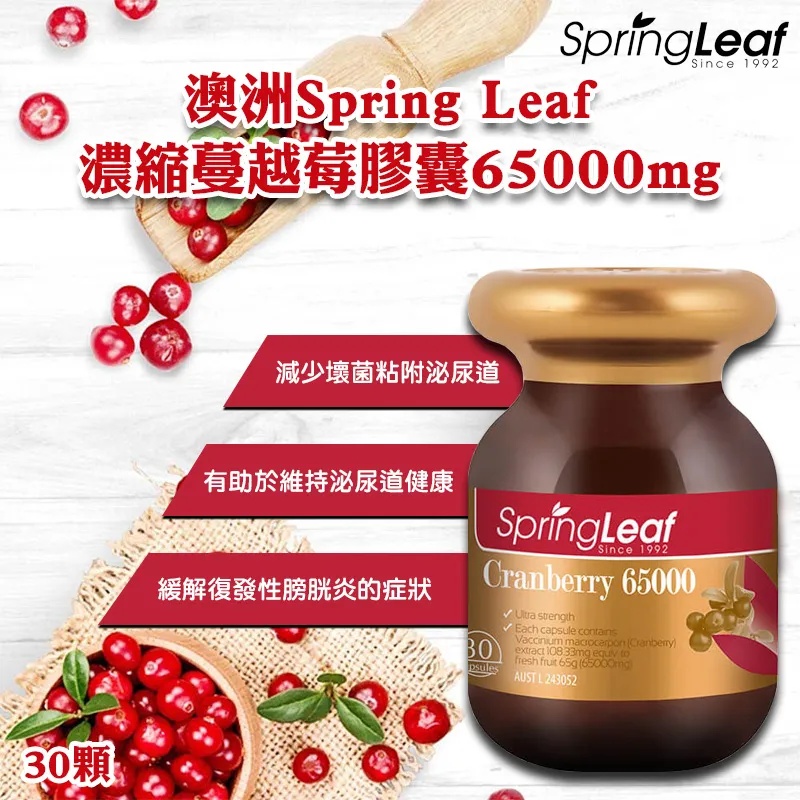 SpringLeaf
Since 1992
澳洲Spring Leaf
濃縮蔓越莓膠囊65000mg
減少壞菌粘附泌尿道
有助於維持泌尿道健康
緩解復發性膀胱炎的症狀
SpringLeaf
Since 1992
Cranberry 65000
✓ Ultra strength
✓ Each capsule contains
Vaccinium macrocarpon (Cranberry)
extract 108.33mg equiv. to
fresh fruit 65g (65000mg)
30
AUST L 243052
30顆